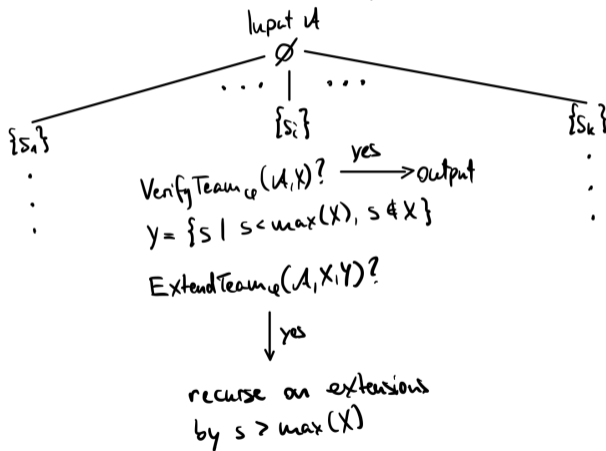 Input A
∅
... ...
{s₁} {sᵢ} {sₖ}
VerifyTeam_φ(A,X)? yes → output
Y = {s | s < max(X), s ∉ X}
ExtendTeam_φ(A,X,Y)?
yes
recurse on extensions
by s > max(X)